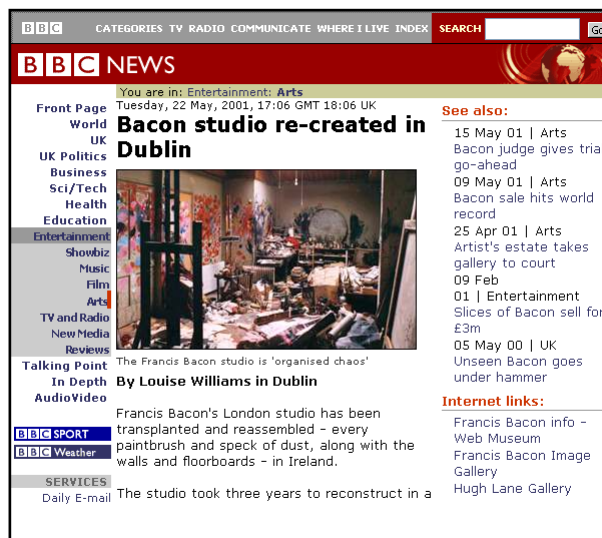 BBC CATEGORIES TV RADIO COMMUNICATE WHERE I LIVE INDEX SEARCH Go
BBC NEWS
You are in: Entertainment: Arts
Front Page
World
UK
UK Politics
Business
Sci/Tech
Health
Education
Entertainment
Showbiz
Music
Film
Arts
TV and Radio
New Media
Reviews
Talking Point
In Depth
AudioVideo
BBC SPORT
BBC Weather
SERVICES
Daily E-mail
Tuesday, 22 May, 2001, 17:06 GMT 18:06 UK
Bacon studio re-created in
Dublin
The Francis Bacon studio is 'organised chaos'
By Louise Williams in Dublin
Francis Bacon's London studio has been
transplanted and reassembled - every
paintbrush and speck of dust, along with the
walls and floorboards - in Ireland.
The studio took three years to reconstruct in a
See also:
15 May 01 | Arts
Bacon judge gives tria
go-ahead
09 May 01 | Arts
Bacon sale hits world
record
25 Apr 01 | Arts
Artist's estate takes
gallery to court
09 Feb
01 | Entertainment
Slices of Bacon sell for
£3m
05 May 00 | UK
Unseen Bacon goes
under hammer
Internet links:
Francis Bacon info -
Web Museum
Francis Bacon Image
Gallery
Hugh Lane Gallery